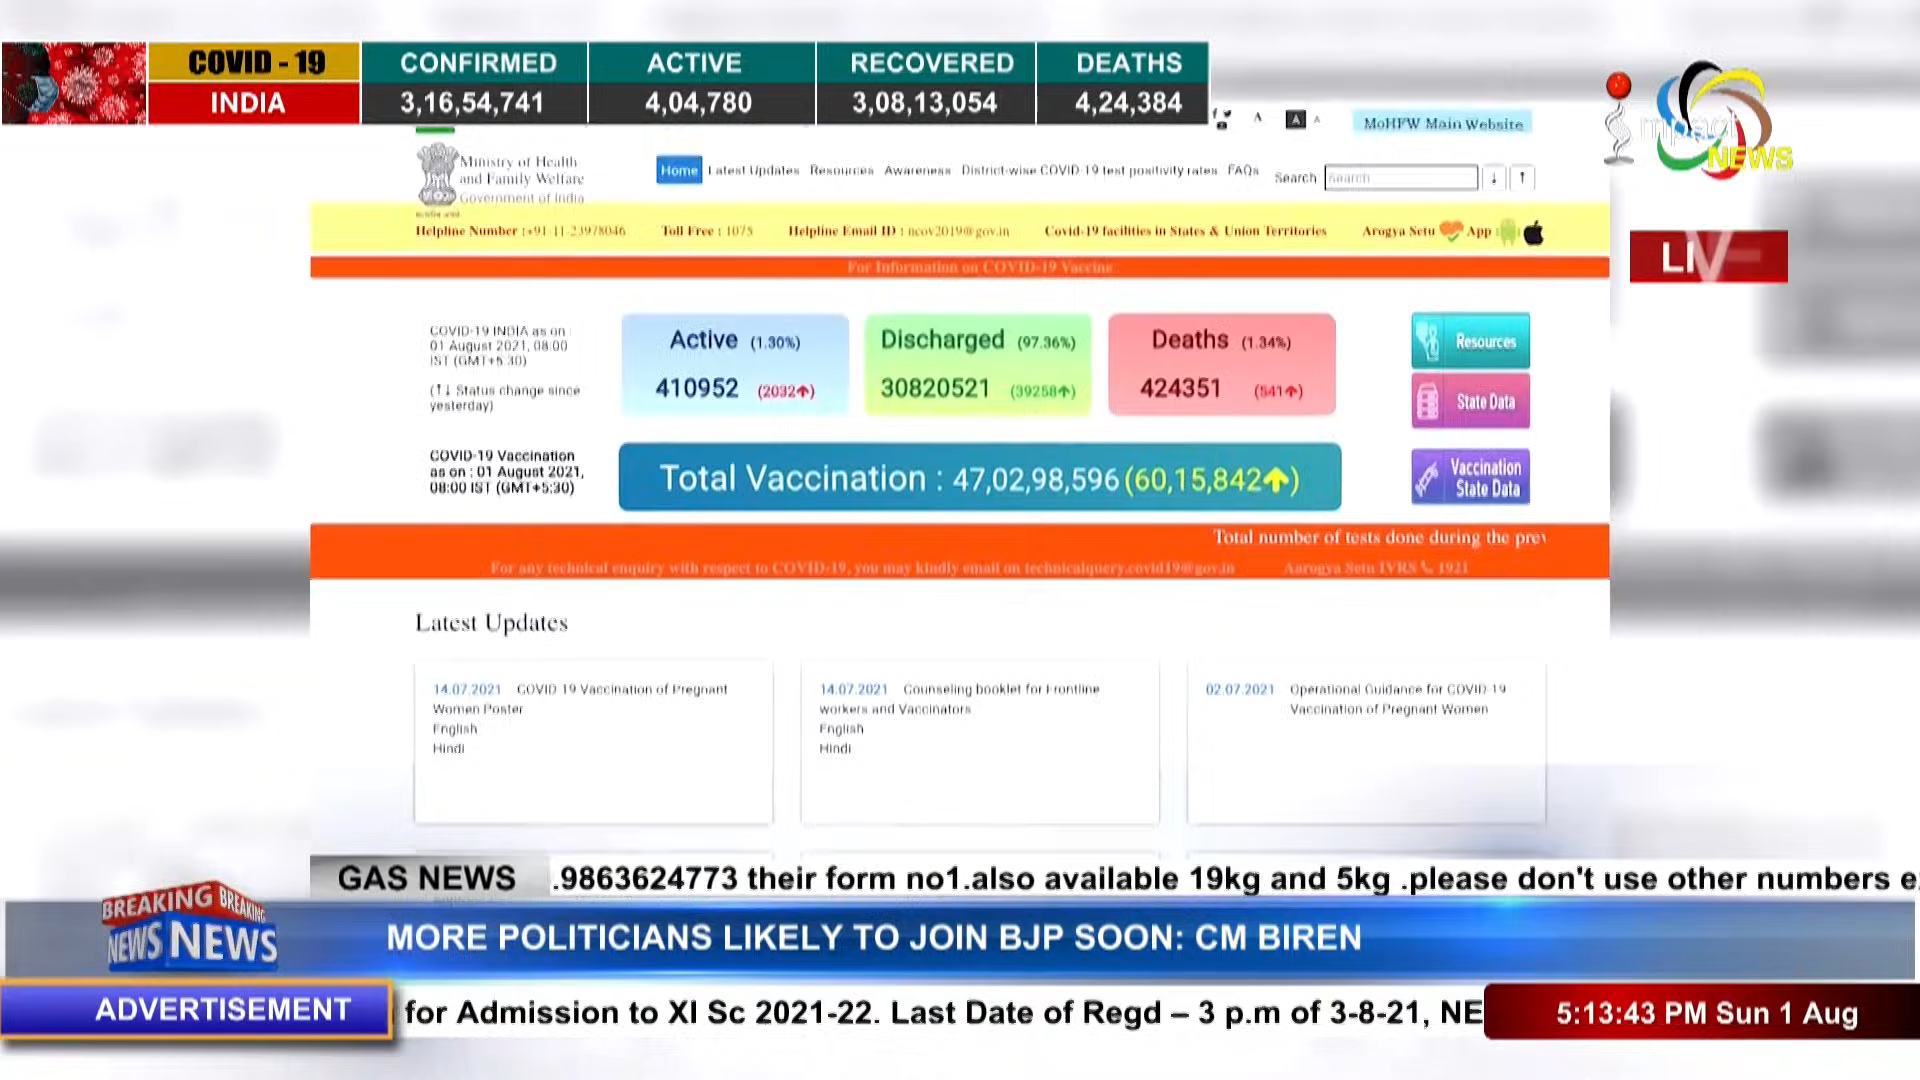 COVID - 19
INDIA
CONFIRMED
3,16,54,741
ACTIVE
4,04,780
RECOVERED
3,08,13,054
DEATHS
4,24,384
A A A
MoHFW Main Website
Impact
NEWS
LIVE
Ministry of Health
and Family Welfare
Government of India
Home Latest Updates Resources Awareness District-wise COVID-19 test positivity rates FAQs
Search Search
Helpline Number :+91-11-23978046 Toll Free : 1075 Helpline Email ID : ncov2019@gov.in Covid-19 facilities in States & Union Territories Arogya Setu App
For Information on COVID-19 Vaccine
COVID-19 INDIA as on :
01 August 2021, 08:00
IST (GMT+5:30)
(↑↓ Status change since
yesterday)
Active (1.30%)
410952 (2032↑)
Discharged (97.36%)
30820521 (39258↑)
Deaths (1.34%)
424351 (541↑)
Resources
State Data
COVID-19 Vaccination
as on : 01 August 2021,
08:00 IST (GMT+5:30)
Total Vaccination : 47,02,98,596 (60,15,842↑)
Vaccination
State Data
Total number of tests done during the prev
For any technical enquiry with respect to COVID-19, you may kindly email on technicalquery.covid19@gov.in Aarogya Setu IVRS 1921
Latest Updates
14.07.2021 COVID 19 Vaccination of Pregnant
Women Poster
English
Hindi
14.07.2021 Counseling booklet for Frontline
workers and Vaccinators
English
Hindi
02.07.2021 Operational Guidance for COVID 19
Vaccination of Pregnant Women
GAS NEWS .9863624773 their form no1.also available 19kg and 5kg .please don't use other numbers e
BREAKING BREAKING
NEWS NEWS
MORE POLITICIANS LIKELY TO JOIN BJP SOON: CM BIREN
ADVERTISEMENT for Admission to XI Sc 2021-22. Last Date of Regd – 3 p.m of 3-8-21, NE
5:13:43 PM Sun 1 Aug